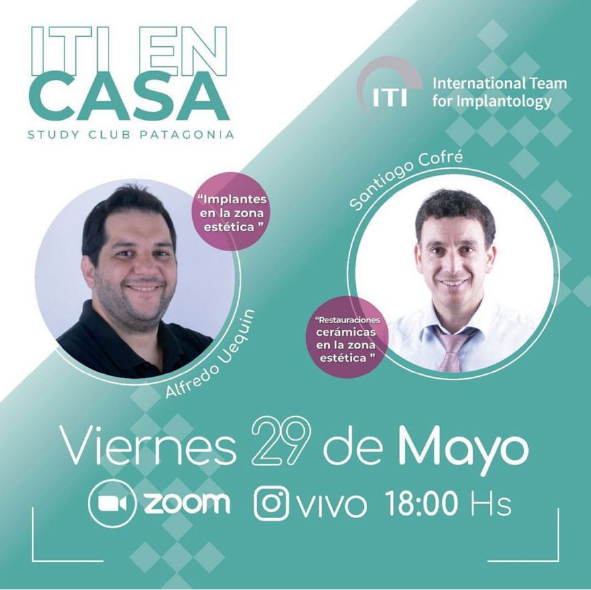 ITI EN
CASA
STUDY CLUB PATAGONIA
ITI
International Team
for Implantology
“Implantes
en la zona
estética ”
Alfredo Uequin
Santiago Cofré
“Restauraciones
cerámicas
en la zona
estética ”
Viernes 29 de Mayo
zoom VIVO 18:00 Hs